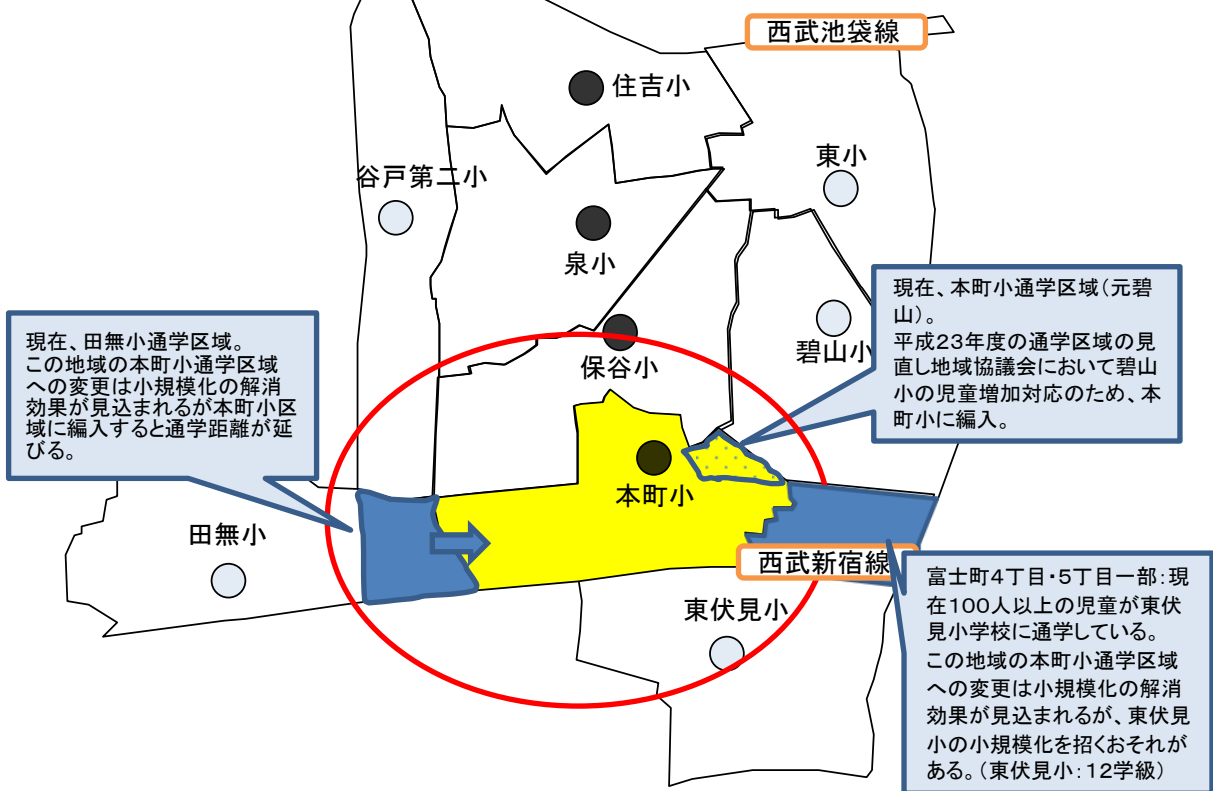 西武池袋線
住吉小
東小
谷戸第二小
泉小
現在、本町小通学区域(元碧
山)。
平成23年度の通学区域の見
直し地域協議会において碧山
小の児童増加対応のため、本
町小に編入。
現在、田無小通学区域。
この地域の本町小通学区域
への変更は小規模化の解消
効果が見込まれるが本町小区
域に編入すると通学距離が延
びる。
碧山小
保谷小
本町小
田無小
西武新宿線
東伏見小
富士町4丁目・5丁目一部:現
在100人以上の児童が東伏
見小学校に通学している。
この地域の本町小通学区域
への変更は小規模化の解消
効果が見込まれるが、東伏見
小の小規模化を招くおそれが
ある。(東伏見小:12学級)